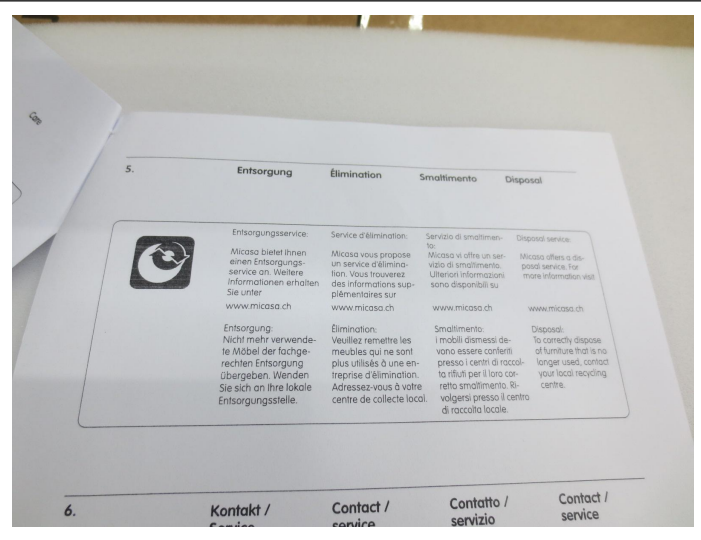 Care
5. Entsorgung Élimination Smaltimento Disposal
Entsorgungsservice:
Micasa bietet Ihnen
einen Entsorgungs-
service an. Weitere
Informationen erhalten
Sie unter
www.micasa.ch
Service d'élimination:
Micasa vous propose
un service d'élimina-
tion. Vous trouverez
des informations sup-
plémentaires sur
www.micasa.ch
Servizio di smaltimen-
to:
Micasa vi offre un ser-
vizio di smaltimento.
Ulteriori informazioni
sono disponibili su
www.micasa.ch
Disposal service:
Micasa offers a dis-
posal service. For
more information visit
www.micasa.ch
Entsorgung:
Nicht mehr verwende-
te Möbel der fachge-
rechten Entsorgung
übergeben. Wenden
Sie sich an Ihre lokale
Entsorgungsstelle.
Élimination:
Veuillez remettre les
meubles qui ne sont
plus utilisés à une en-
treprise d'élimination.
Adressez-vous à votre
centre de collecte local.
Smaltimento:
i mobili dismessi de-
vono essere conferiti
presso i centri di raccol-
ta rifiuti per il loro cor-
retto smaltimento. Ri-
volgersi presso il centro
di raccolta locale.
Disposal:
To correctly dispose
of furniture that is no
longer used, contact
your local recycling
centre.
6. Kontakt / Contact / Contatto / Contact /
Service service servizio service